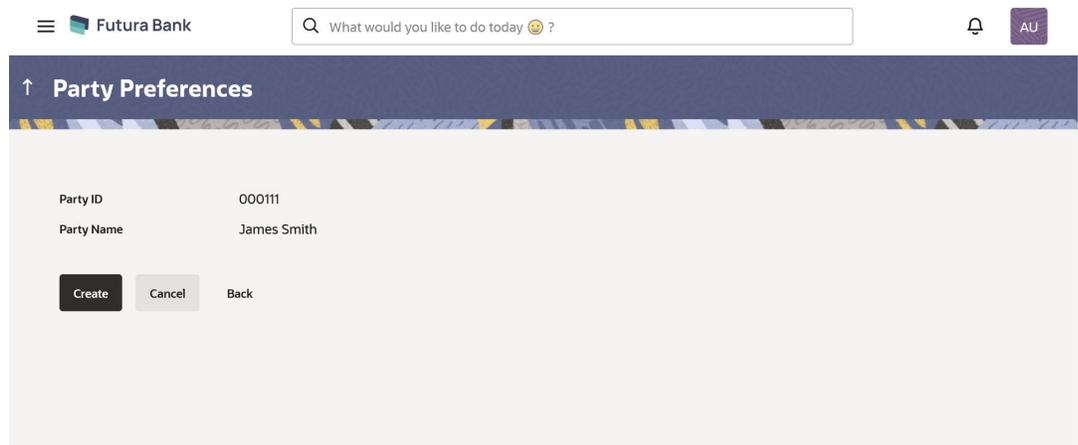 Futura Bank
What would you like to do today 😀 ?
AU
↑ Party Preferences
Party ID 000111
Party Name James Smith
Create Cancel Back